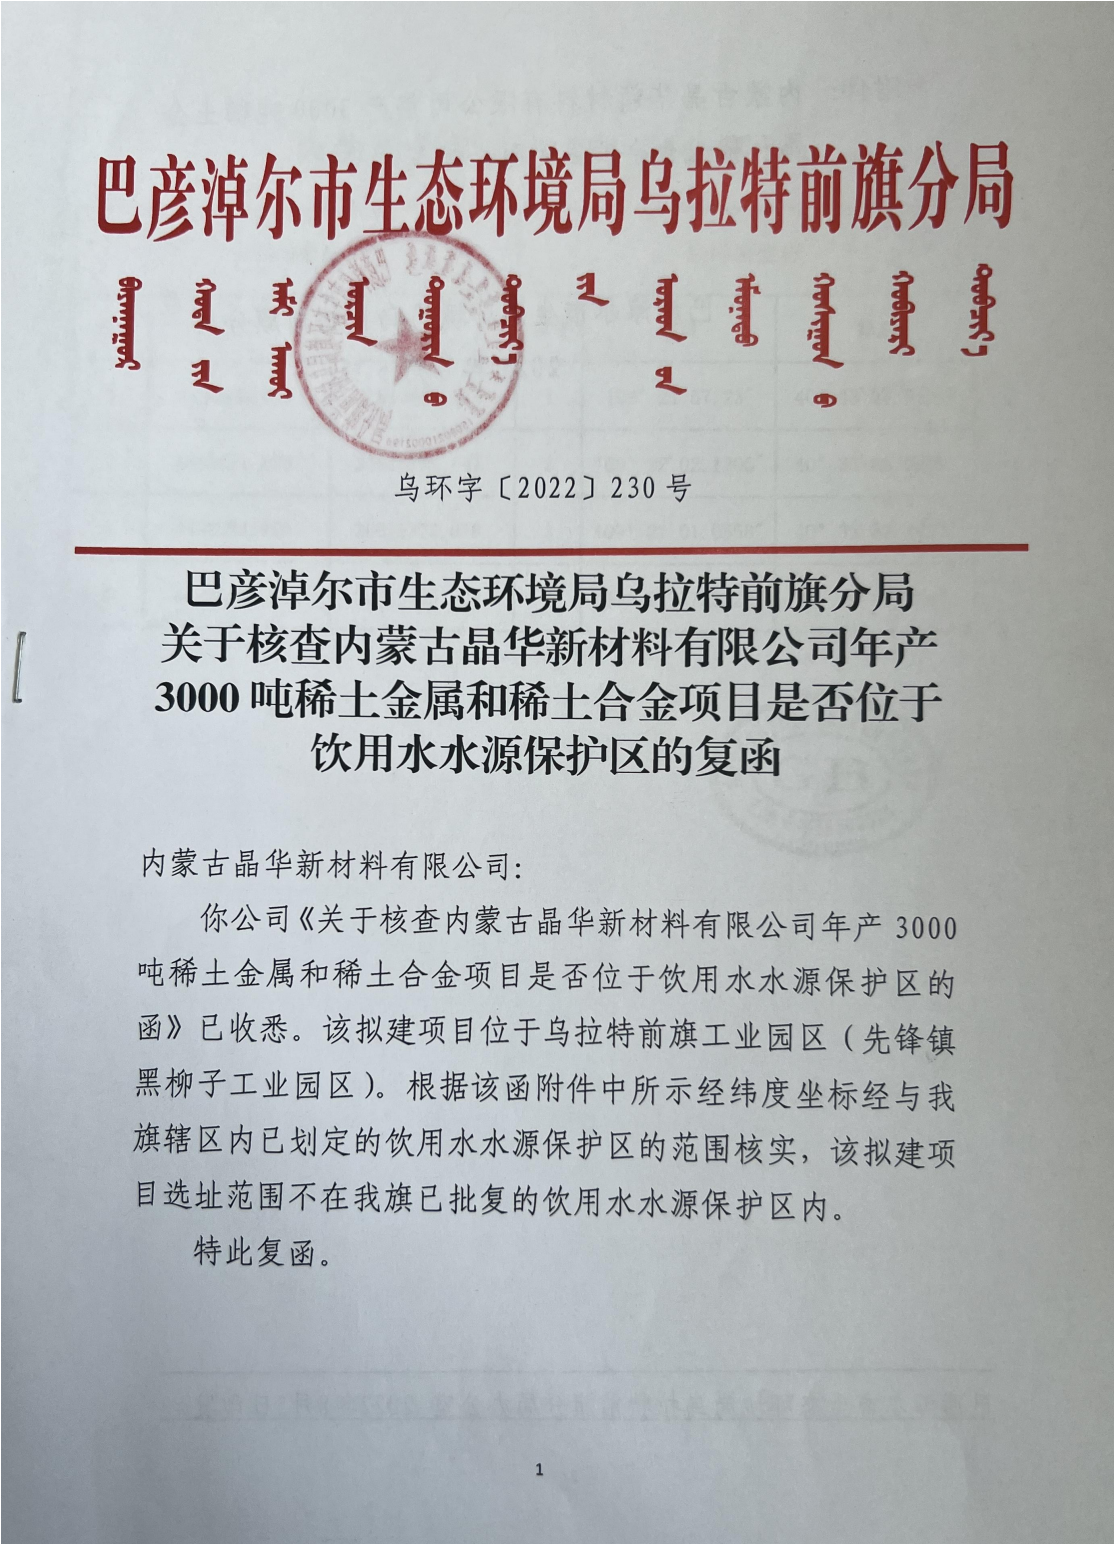 巴彦淖尔市生态环境局乌拉特前旗分局
乌环字〔2022〕230号
巴彦淖尔市生态环境局乌拉特前旗分局
关于核查内蒙古晶华新材料有限公司年产
3000吨稀土金属和稀土合金项目是否位于
饮用水水源保护区的复函
内蒙古晶华新材料有限公司：
你公司《关于核查内蒙古晶华新材料有限公司年产 3000
吨稀土金属和稀土合金项目是否位于饮用水水源保护区的
函》已收悉。该拟建项目位于乌拉特前旗工业园区（先锋镇
黑柳子工业园区）。根据该函附件中所示经纬度坐标经与我
旗辖区内已划定的饮用水水源保护区的范围核实，该拟建项
目选址范围不在我旗已批复的饮用水水源保护区内。
特此复函。
1